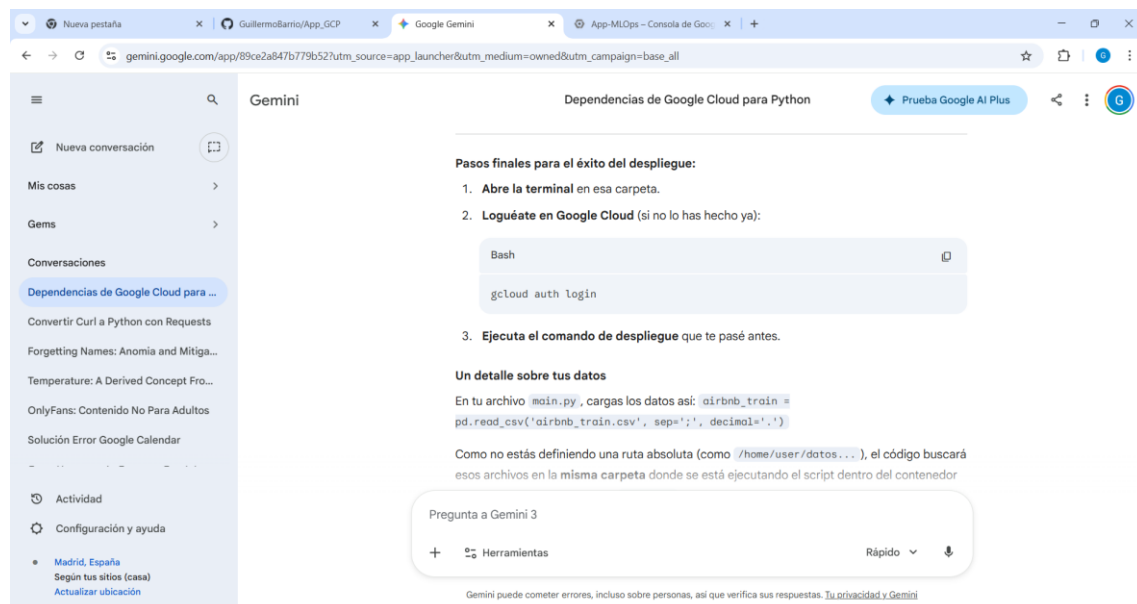 Nueva pestaña
GuillermoBarrio/App_GCP
Google Gemini
App-MLOps – Consola de Goog
gemini.google.com/app/89ce2a847b779b52?utm_source=app_launcher&utm_medium=owned&utm_campaign=base_all
G
Gemini
Dependencias de Google Cloud para Python
Prueba Google AI Plus
G
Nueva conversación
Mis cosas
Gems
Conversaciones
Dependencias de Google Cloud para ...
Convertir Curl a Python con Requests
Forgetting Names: Anomia and Mitiga...
Temperature: A Derived Concept Fro...
OnlyFans: Contenido No Para Adultos
Solución Error Google Calendar
Actividad
Configuración y ayuda
Madrid, España
Según tus sitios (casa)
Actualizar ubicación
Pasos finales para el éxito del despliegue:
1. Abre la terminal en esa carpeta.
2. Loguéate en Google Cloud (si no lo has hecho ya):
Bash
gcloud auth login
3. Ejecuta el comando de despliegue que te pasé antes.
Un detalle sobre tus datos
En tu archivo main.py, cargas los datos así: airbnb_train =
pd.read_csv('airbnb_train.csv', sep=';', decimal='.')
Como no estás definiendo una ruta absoluta (como /home/user/datos...), el código buscará
esos archivos en la misma carpeta donde se está ejecutando el script dentro del contenedor
Pregunta a Gemini 3
Herramientas
Rápido
Gemini puede cometer errores, incluso sobre personas, así que verifica sus respuestas. Tu privacidad y Gemini